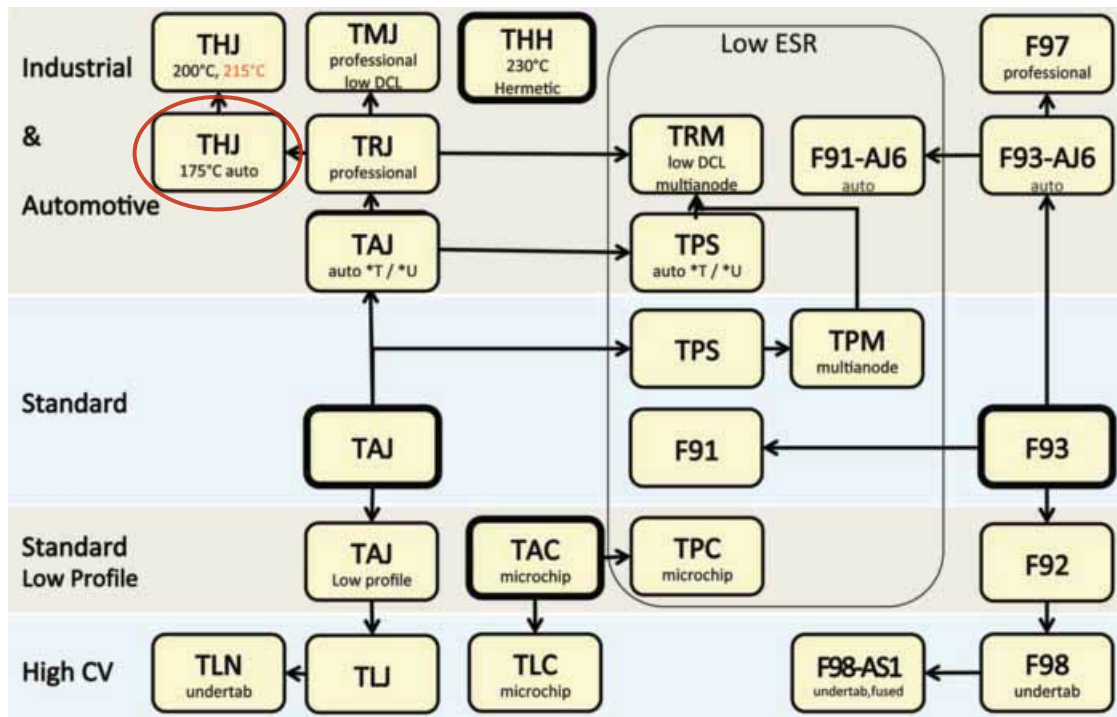 Industrial
&
Automotive
THJ
200°C, 215°C
TMJ
professional
low DCL
THH
230°C
Hermetic
Low ESR
F97
professional
THJ
175°C auto
TRJ
professional
TRM
low DCL
multianode
F91-AJ6
auto
F93-AJ6
auto
TAJ
auto *T / *U
TPS
auto *T / *U
Standard
TPS
TPM
multianode
TAJ
F91
F93
Standard
Low Profile
TAJ
Low profile
TAC
microchip
TPC
microchip
F92
High CV
TLN
undertab
TLJ
TLC
microchip
F98-AS1
undertab,fused
F98
undertab